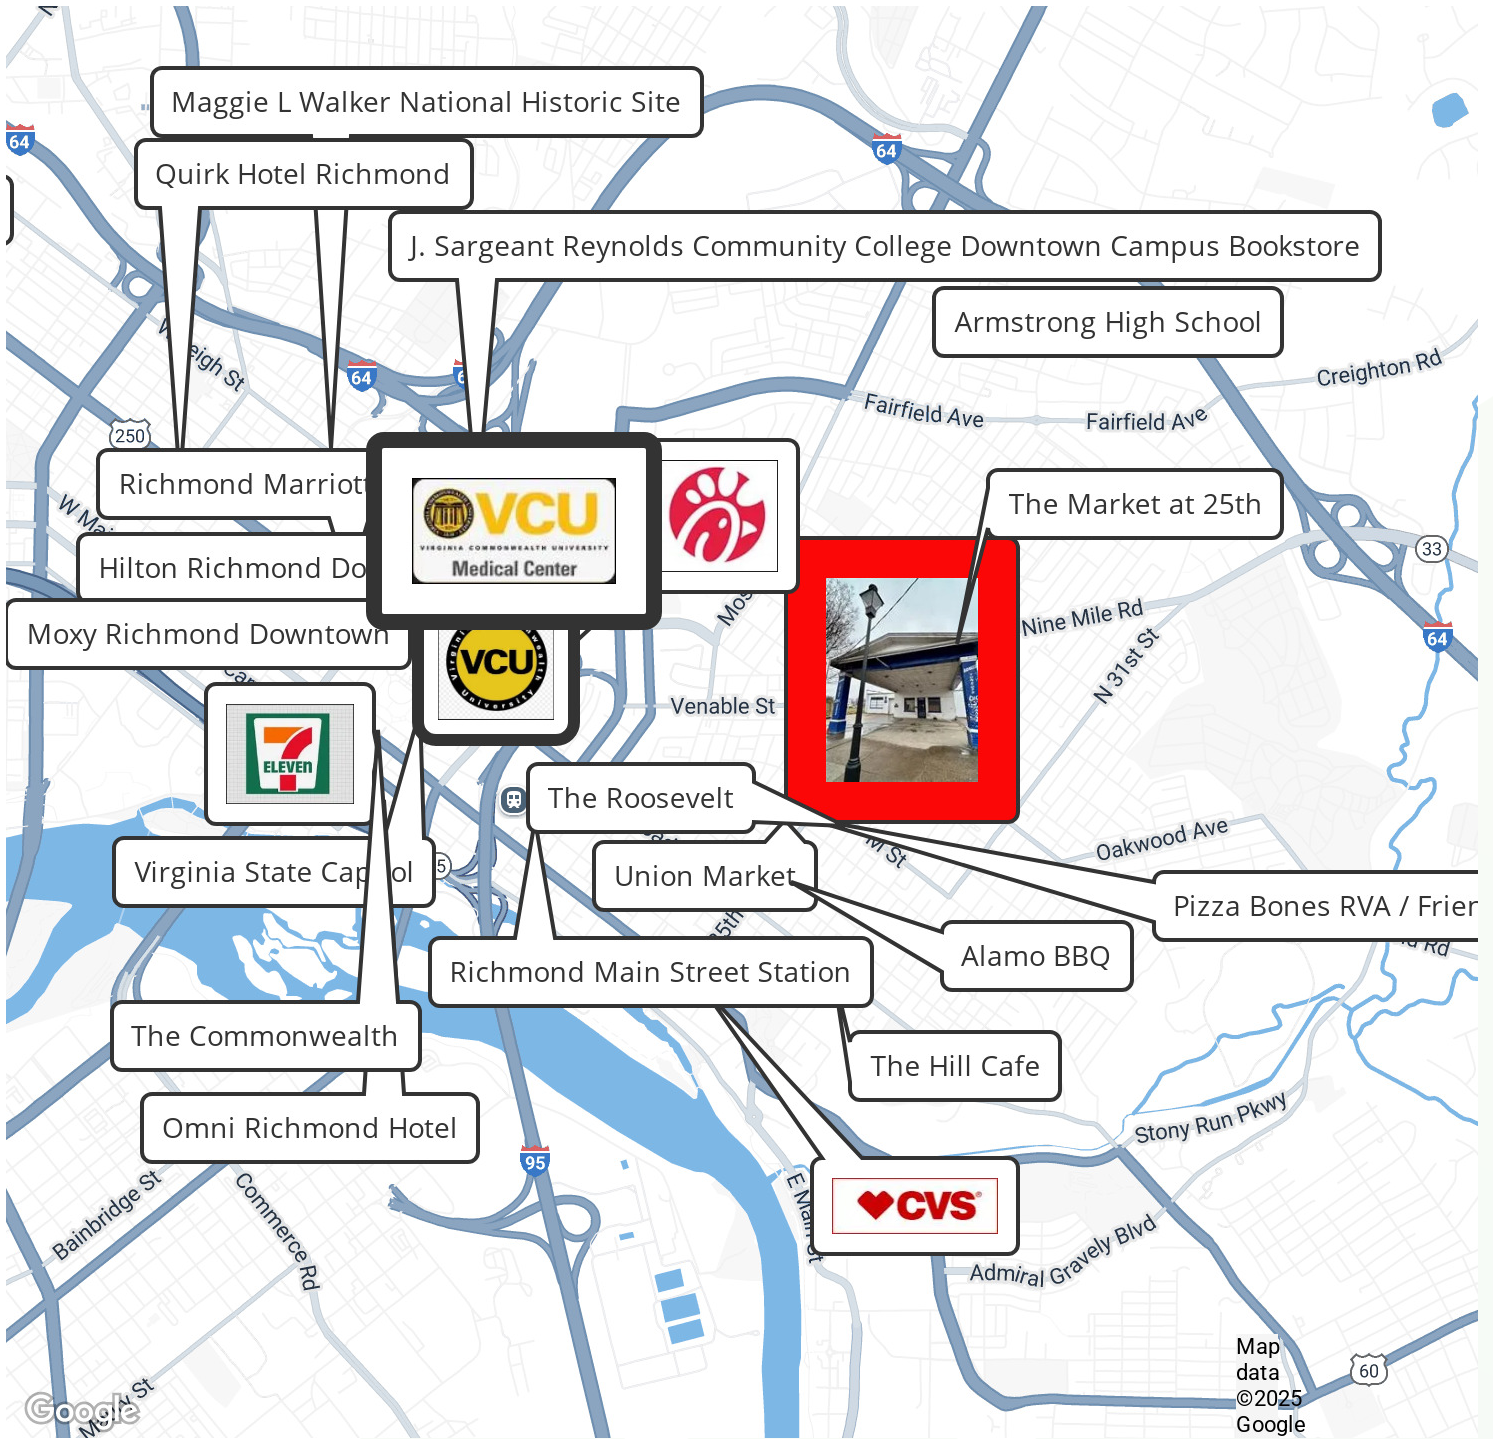 Maggie L Walker National Historic Site
64
64
Quirk Hotel Richmond
J. Sargeant Reynolds Community College Downtown Campus Bookstore
Armstrong High School
Creighton Rd
64
Fairfield Ave
Fairfield Ave
250
Richmond Marriott
VCU
VIRGINIA COMMONWEALTH UNIVERSITY
Medical Center
The Market at 25th
33
Hilton Richmond
Nine Mile Rd
64
Moxy Richmond Downtown
VCU
University
N 31st St
Venable St
7
ELEVEN
The Roosevelt
Oakwood Ave
M St
Virginia State
Union Market
Pizza Bones RVA /
Alamo BBQ
Richmond Main Street Station
The Commonwealth
The Hill Cafe
Omni Richmond Hotel
Stony Run Pkwy
95
CVS
Bainbridge St
Commerce Rd
E Main St
Admiral Gravely Blvd
Map
data
©2025
Google
60
Google